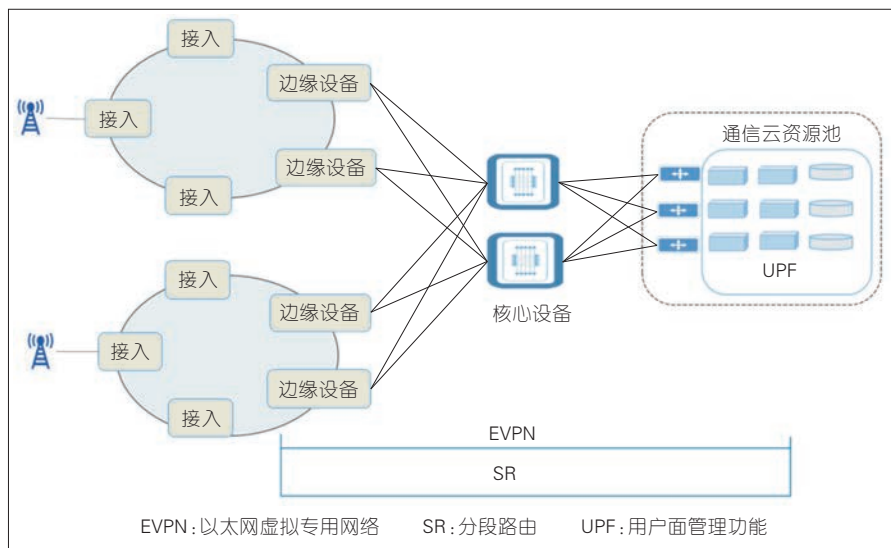 接入
边缘设备
接入
边缘设备
接入
通信云资源池
UPF
核心设备
接入
边缘设备
接入
边缘设备
接入
EVPN
SR
EVPN：以太网虚拟专用网络 SR：分段路由 UPF：用户面管理功能